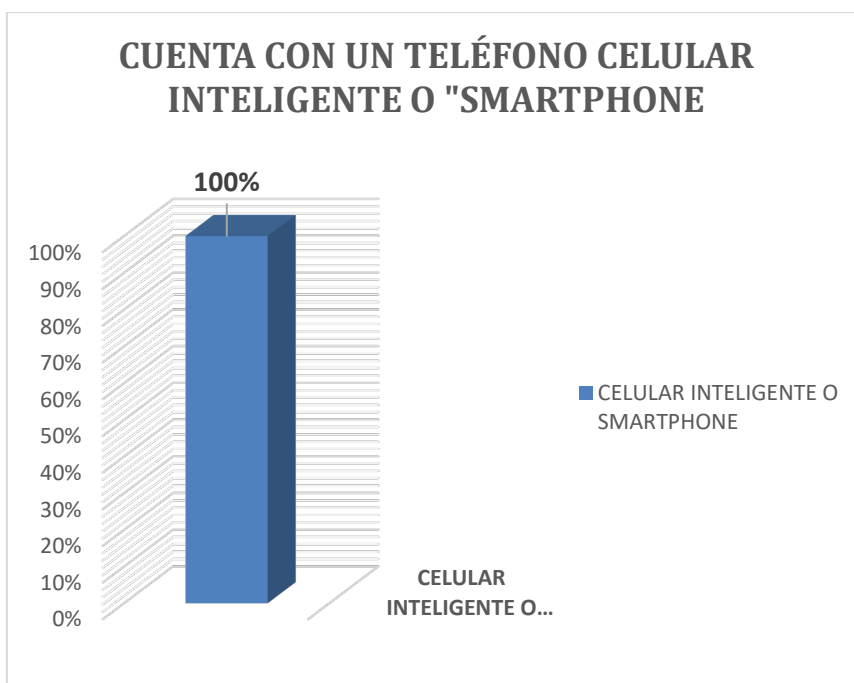 CUENTA CON UN TELÉFONO CELULAR
INTELIGENTE O "SMARTPHONE
100%
100%
90%
80%
70%
60%
50%
40%
30%
20%
10%
0%
CELULAR INTELIGENTE O
SMARTPHONE
CELULAR
INTELIGENTE O...